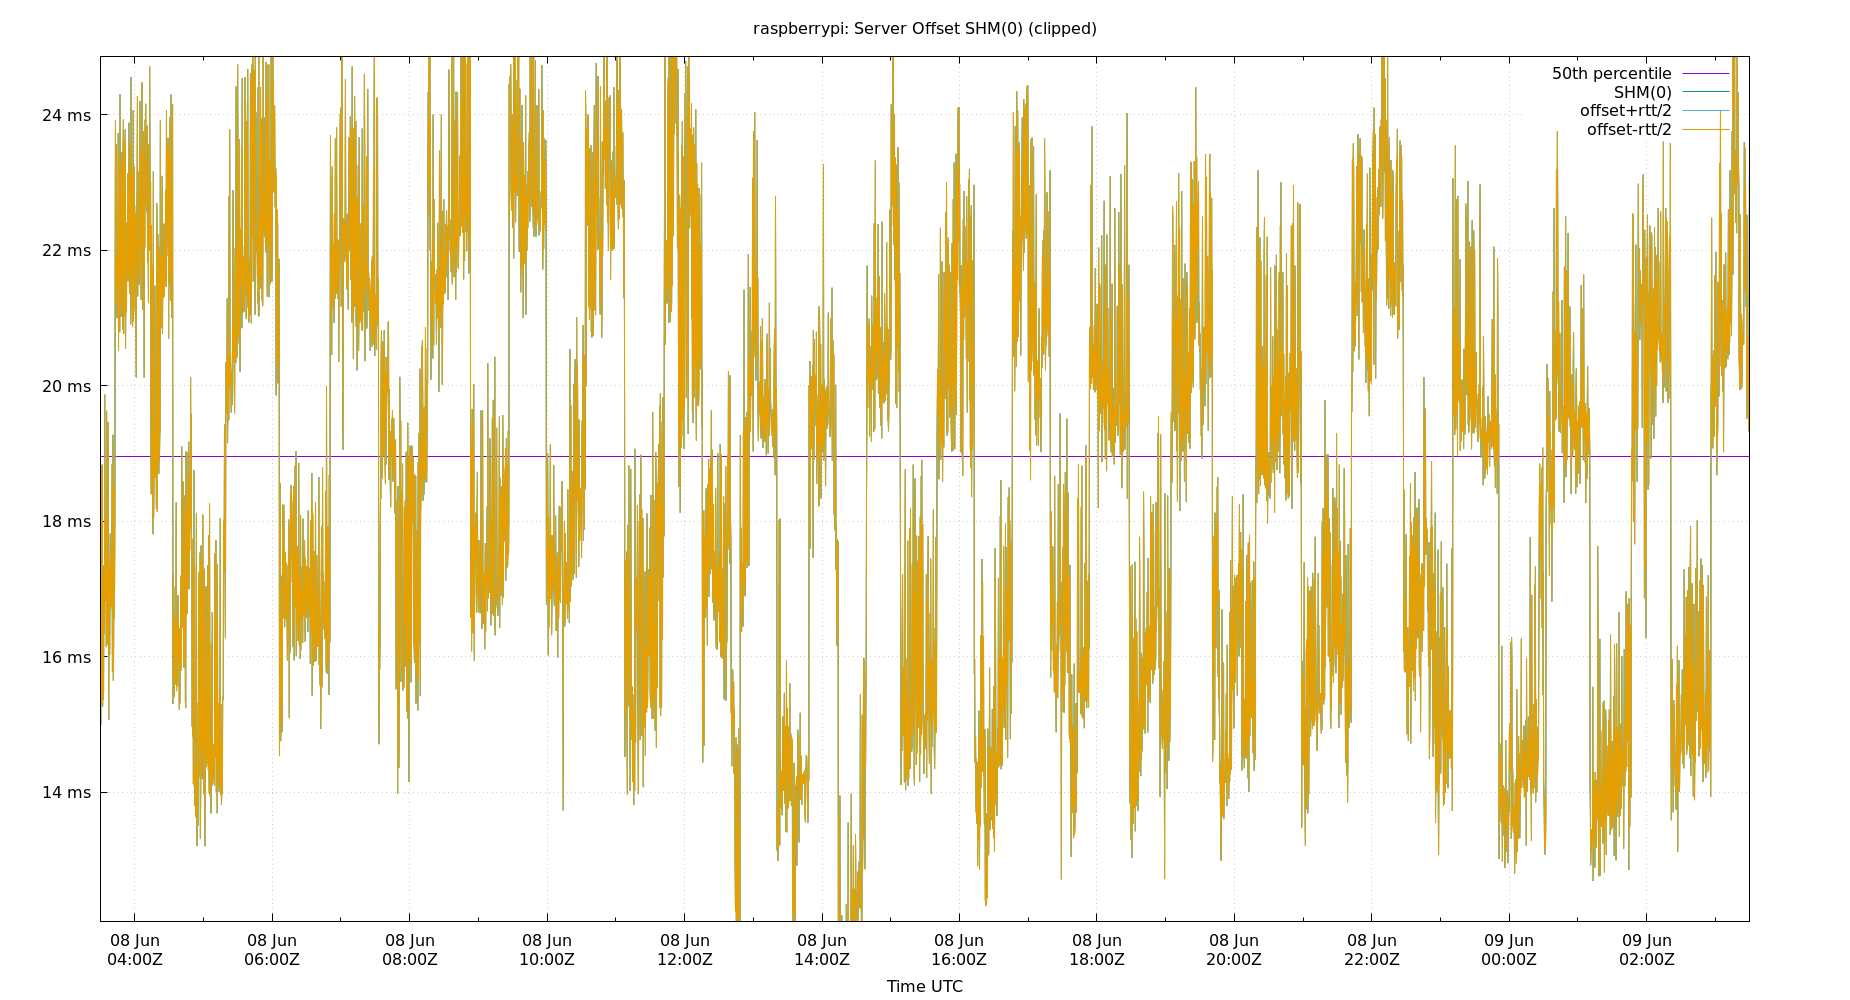 raspberrypi: Server Offset SHM(0) (clipped)
50th percentile
SHM(0)
offset+rtt/2
offset-rtt/2
24 ms
22 ms
20 ms
18 ms
16 ms
14 ms
08 Jun 08 Jun 08 Jun 08 Jun 08 Jun 08 Jun 08 Jun 08 Jun 08 Jun 08 Jun 09 Jun 09 Jun
04:00Z 06:00Z 08:00Z 10:00Z 12:00Z 14:00Z 16:00Z 18:00Z 20:00Z 22:00Z 00:00Z 02:00Z
Time UTC